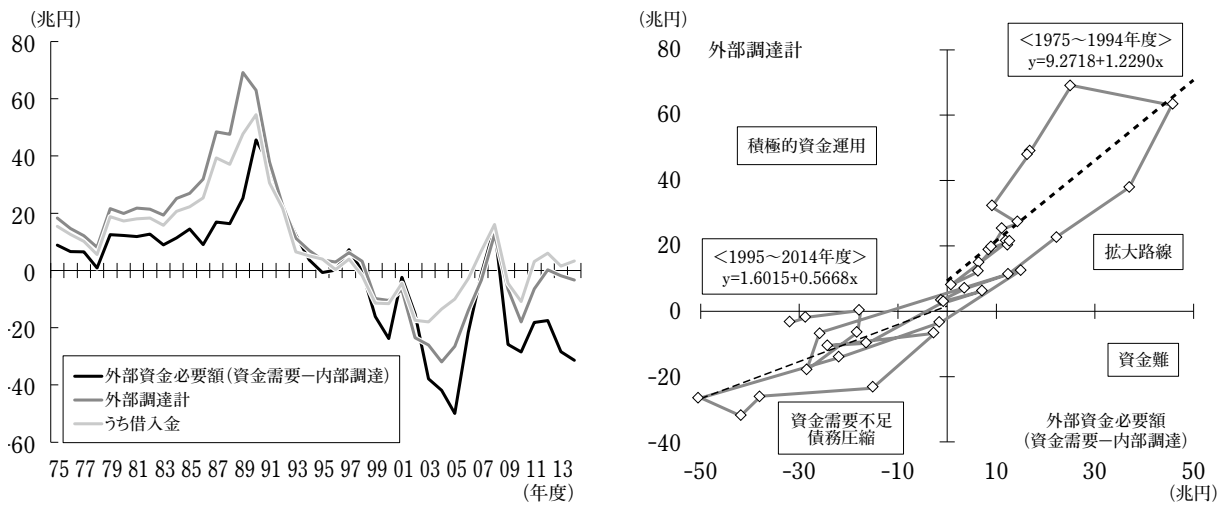 (兆円)
80
60
40
20
0
-20
-40
-60
75 77 79 81 83 85 87 89 91 93 95 97 99 01 03 05 07 09 11 13
(年度)
外部資金必要額(資金需要−内部調達)
外部調達計
うち借入金
(兆円)
80
60
40
20
0
−20
−40
外部調達計
<1975〜1994年度>
y=9.2718+1.2290x
積極的資金運用
<1995〜2014年度>
y=1.6015+0.5668x
拡大路線
資金難
資金需要不足
債務圧縮
外部資金必要額
(資金需要−内部調達)
−50 −30 −10 10 30 50
(兆円)